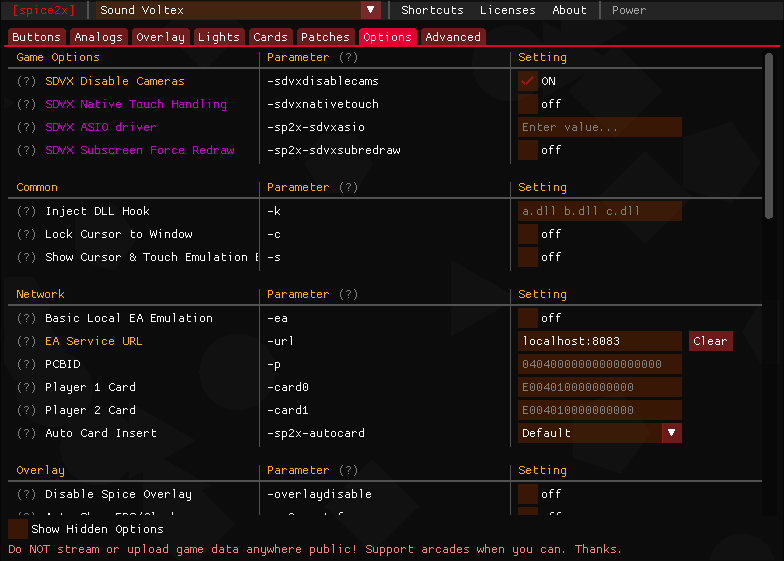 [spice2x] Sound Voltex Shortcuts Licenses About Power
Buttons Analogs Overlay Lights Cards Patches Options Advanced
Game Options Parameter (?) Setting
(?) SDVX Disable Cameras -sdvxdisablecams ON
(?) SDVX Native Touch Handling -sdvxnativetouch off
(?) SDVX ASIO driver -sp2x-sdvxasio Enter value...
(?) SDVX Subscreen Force Redraw -sp2x-sdvxsubredraw off
Common Parameter (?) Setting
(?) Inject DLL Hook -k a.dll b.dll c.dll
(?) Lock Cursor to Window -c off
(?) Show Cursor & Touch Emulation -s off
Network Parameter (?) Setting
(?) Basic Local EA Emulation -ea off
(?) EA Service URL -url localhost:8083 Clear
(?) PCBID -p 04040000000000000000
(?) Player 1 Card -card0 E004010000000000
(?) Player 2 Card -card1 E004010000000000
(?) Auto Card Insert -sp2x-autocard Default
Overlay Parameter (?) Setting
(?) Disable Spice Overlay -overlaydisable off
Show Hidden Options
Do NOT stream or upload game data anywhere public! Support arcades when you can. Thanks.